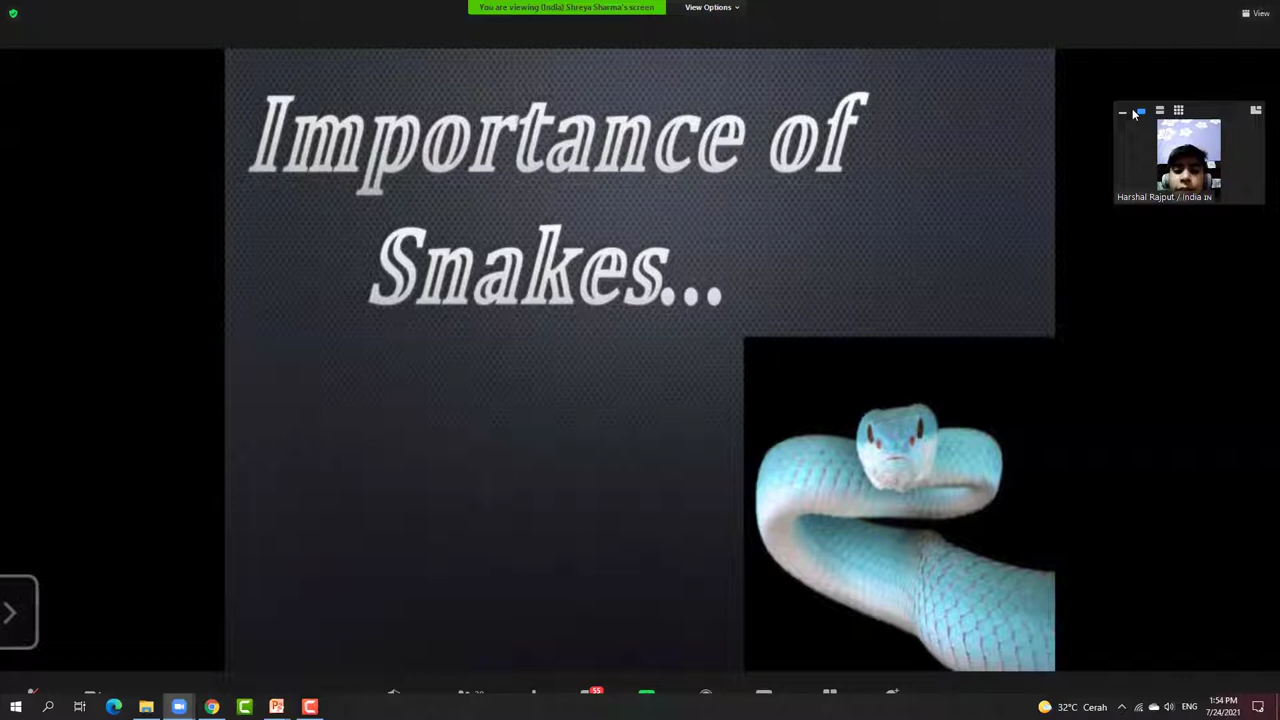 You are viewing (India) Shreya Sharma's screen
View Options
View
Importance of
Snakes...
Harshal Rajput / India IN
55
32°C Cerah
ENG
1:54 PM
7/24/2021